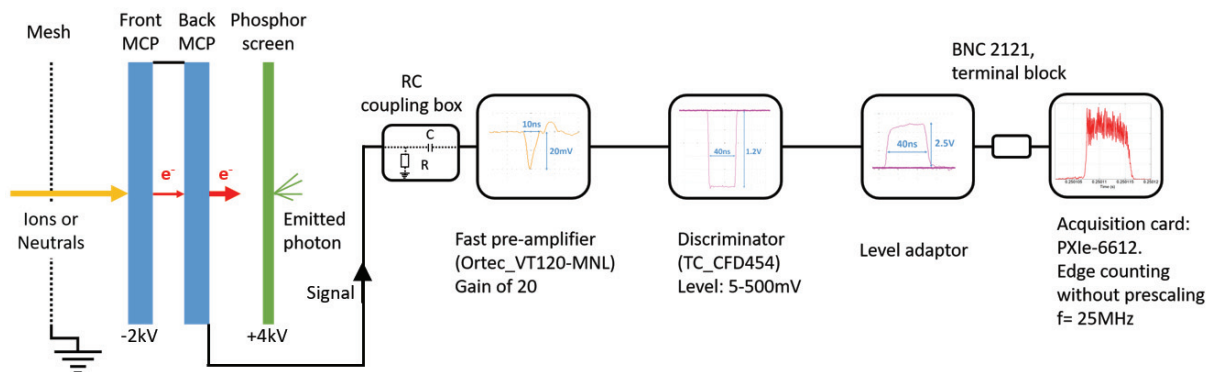 Mesh
Front
MCP
Back
MCP
Phosphor
screen
e-
e-
Ions or
Neutrals
Emitted
photon
-2kV
+4kV
Signal
RC
coupling box
C
R
10ns
20mV
Fast pre-amplifier
(Ortec_VT120-MNL)
Gain of 20
40ns
1.2V
Discriminator
(TC_CFD454)
Level: 5-500mV
40ns
2.5V
Level adaptor
BNC 2121,
terminal block
Time (s)
Acquisition card:
PXIe-6612.
Edge counting
without prescaling
f= 25MHz